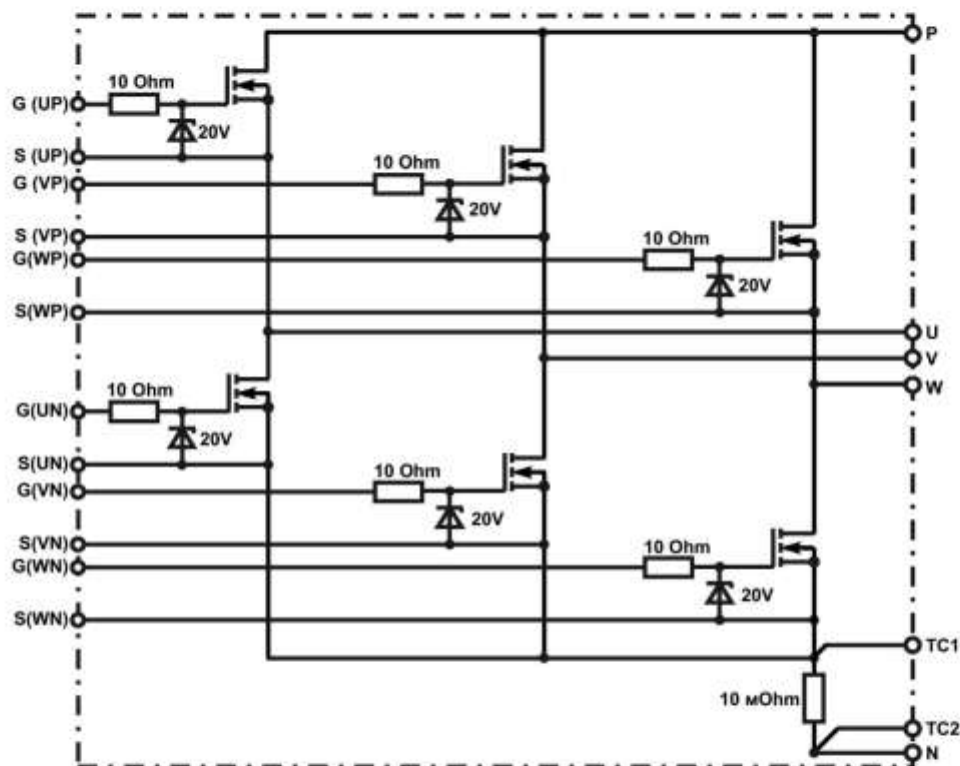 P
10 Ohm
G (UP)
20V
S (UP)
10 Ohm
G (VP)
20V
S (VP)
10 Ohm
G(WP)
20V
S(WP)
U
V
W
10 Ohm
G(UN)
20V
S(UN)
10 Ohm
G(VN)
20V
S(VN)
10 Ohm
G(WN)
20V
S(WN)
TC1
10 мOhm
TC2
N